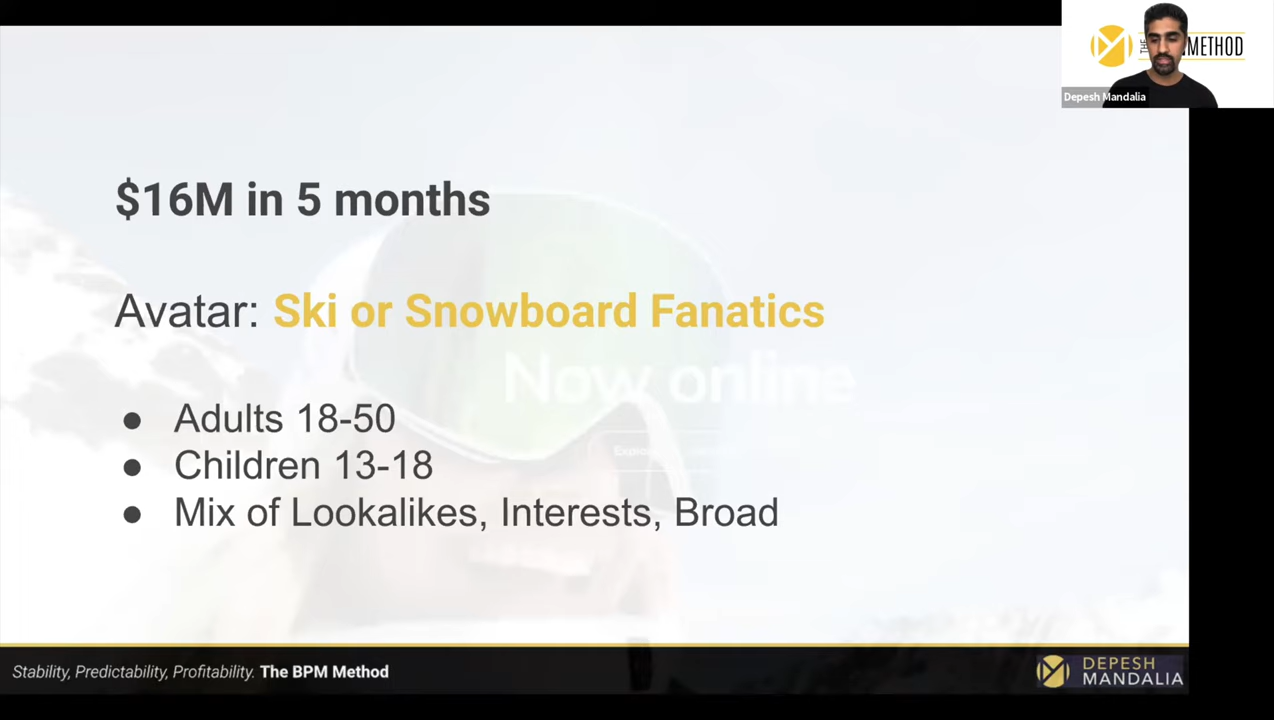 THE
METHOD
Depesh Mandalia
$16M in 5 months
Avatar: Ski or Snowboard Fanatics
Now online
● Adults 18-50
● Children 13-18
● Mix of Lookalikes, Interests, Broad
Stability, Predictability, Profitability. The BPM Method
DEPESH
MANDALIA